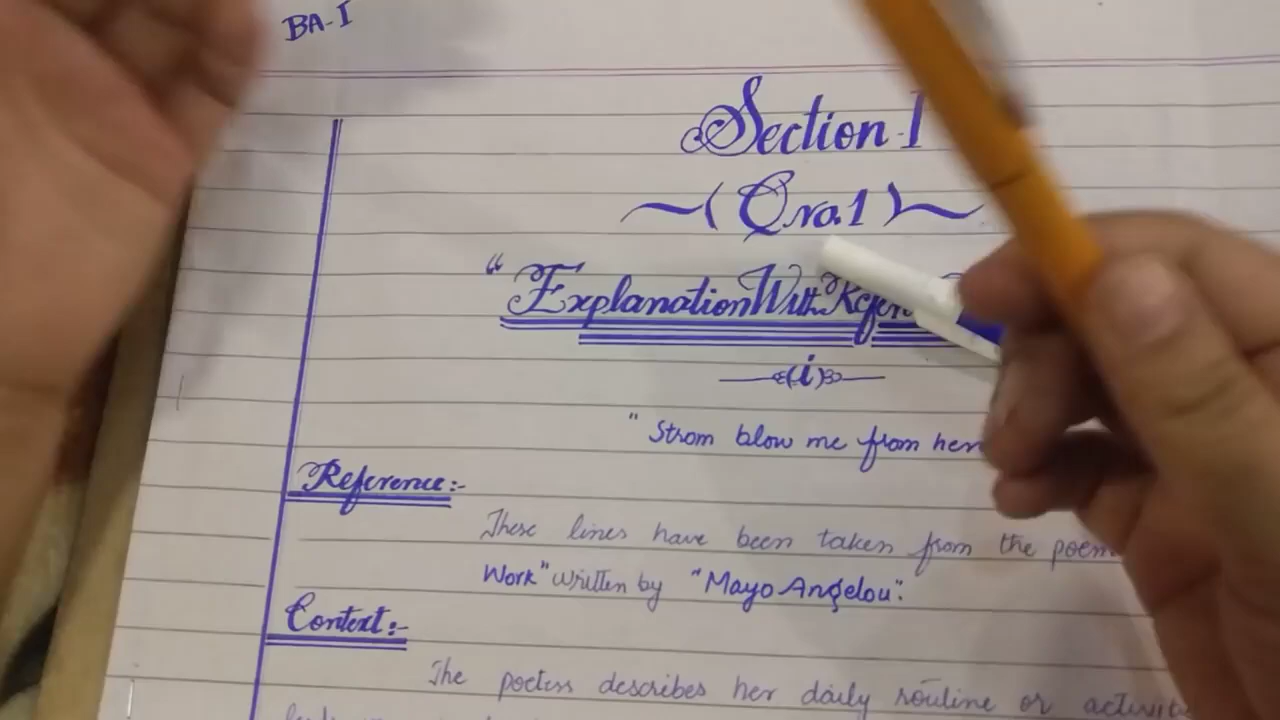 BA-I
Section-I
(Q no.1)
"Explanation With Refer
(i)
"Strom blow me from her
Reference:-
These lines have been taken from the poem
Work" written by "Mayo Angelou".
Context:-
The poetess describes her daily routine or activit